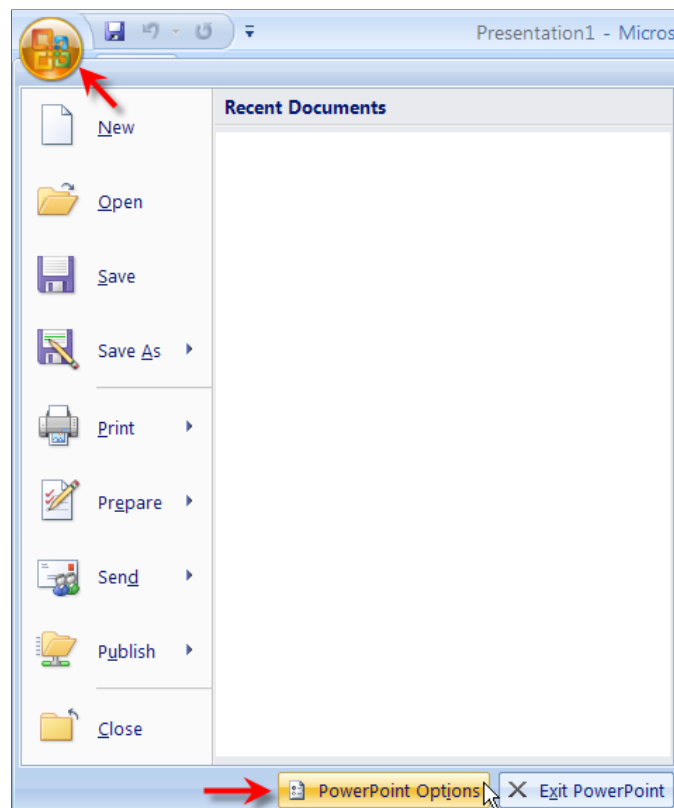 Presentation1 - Micros
Recent Documents
New
Open
Save
Save As
Print
Prepare
Send
Publish
Close
PowerPoint Options
Exit PowerPoint